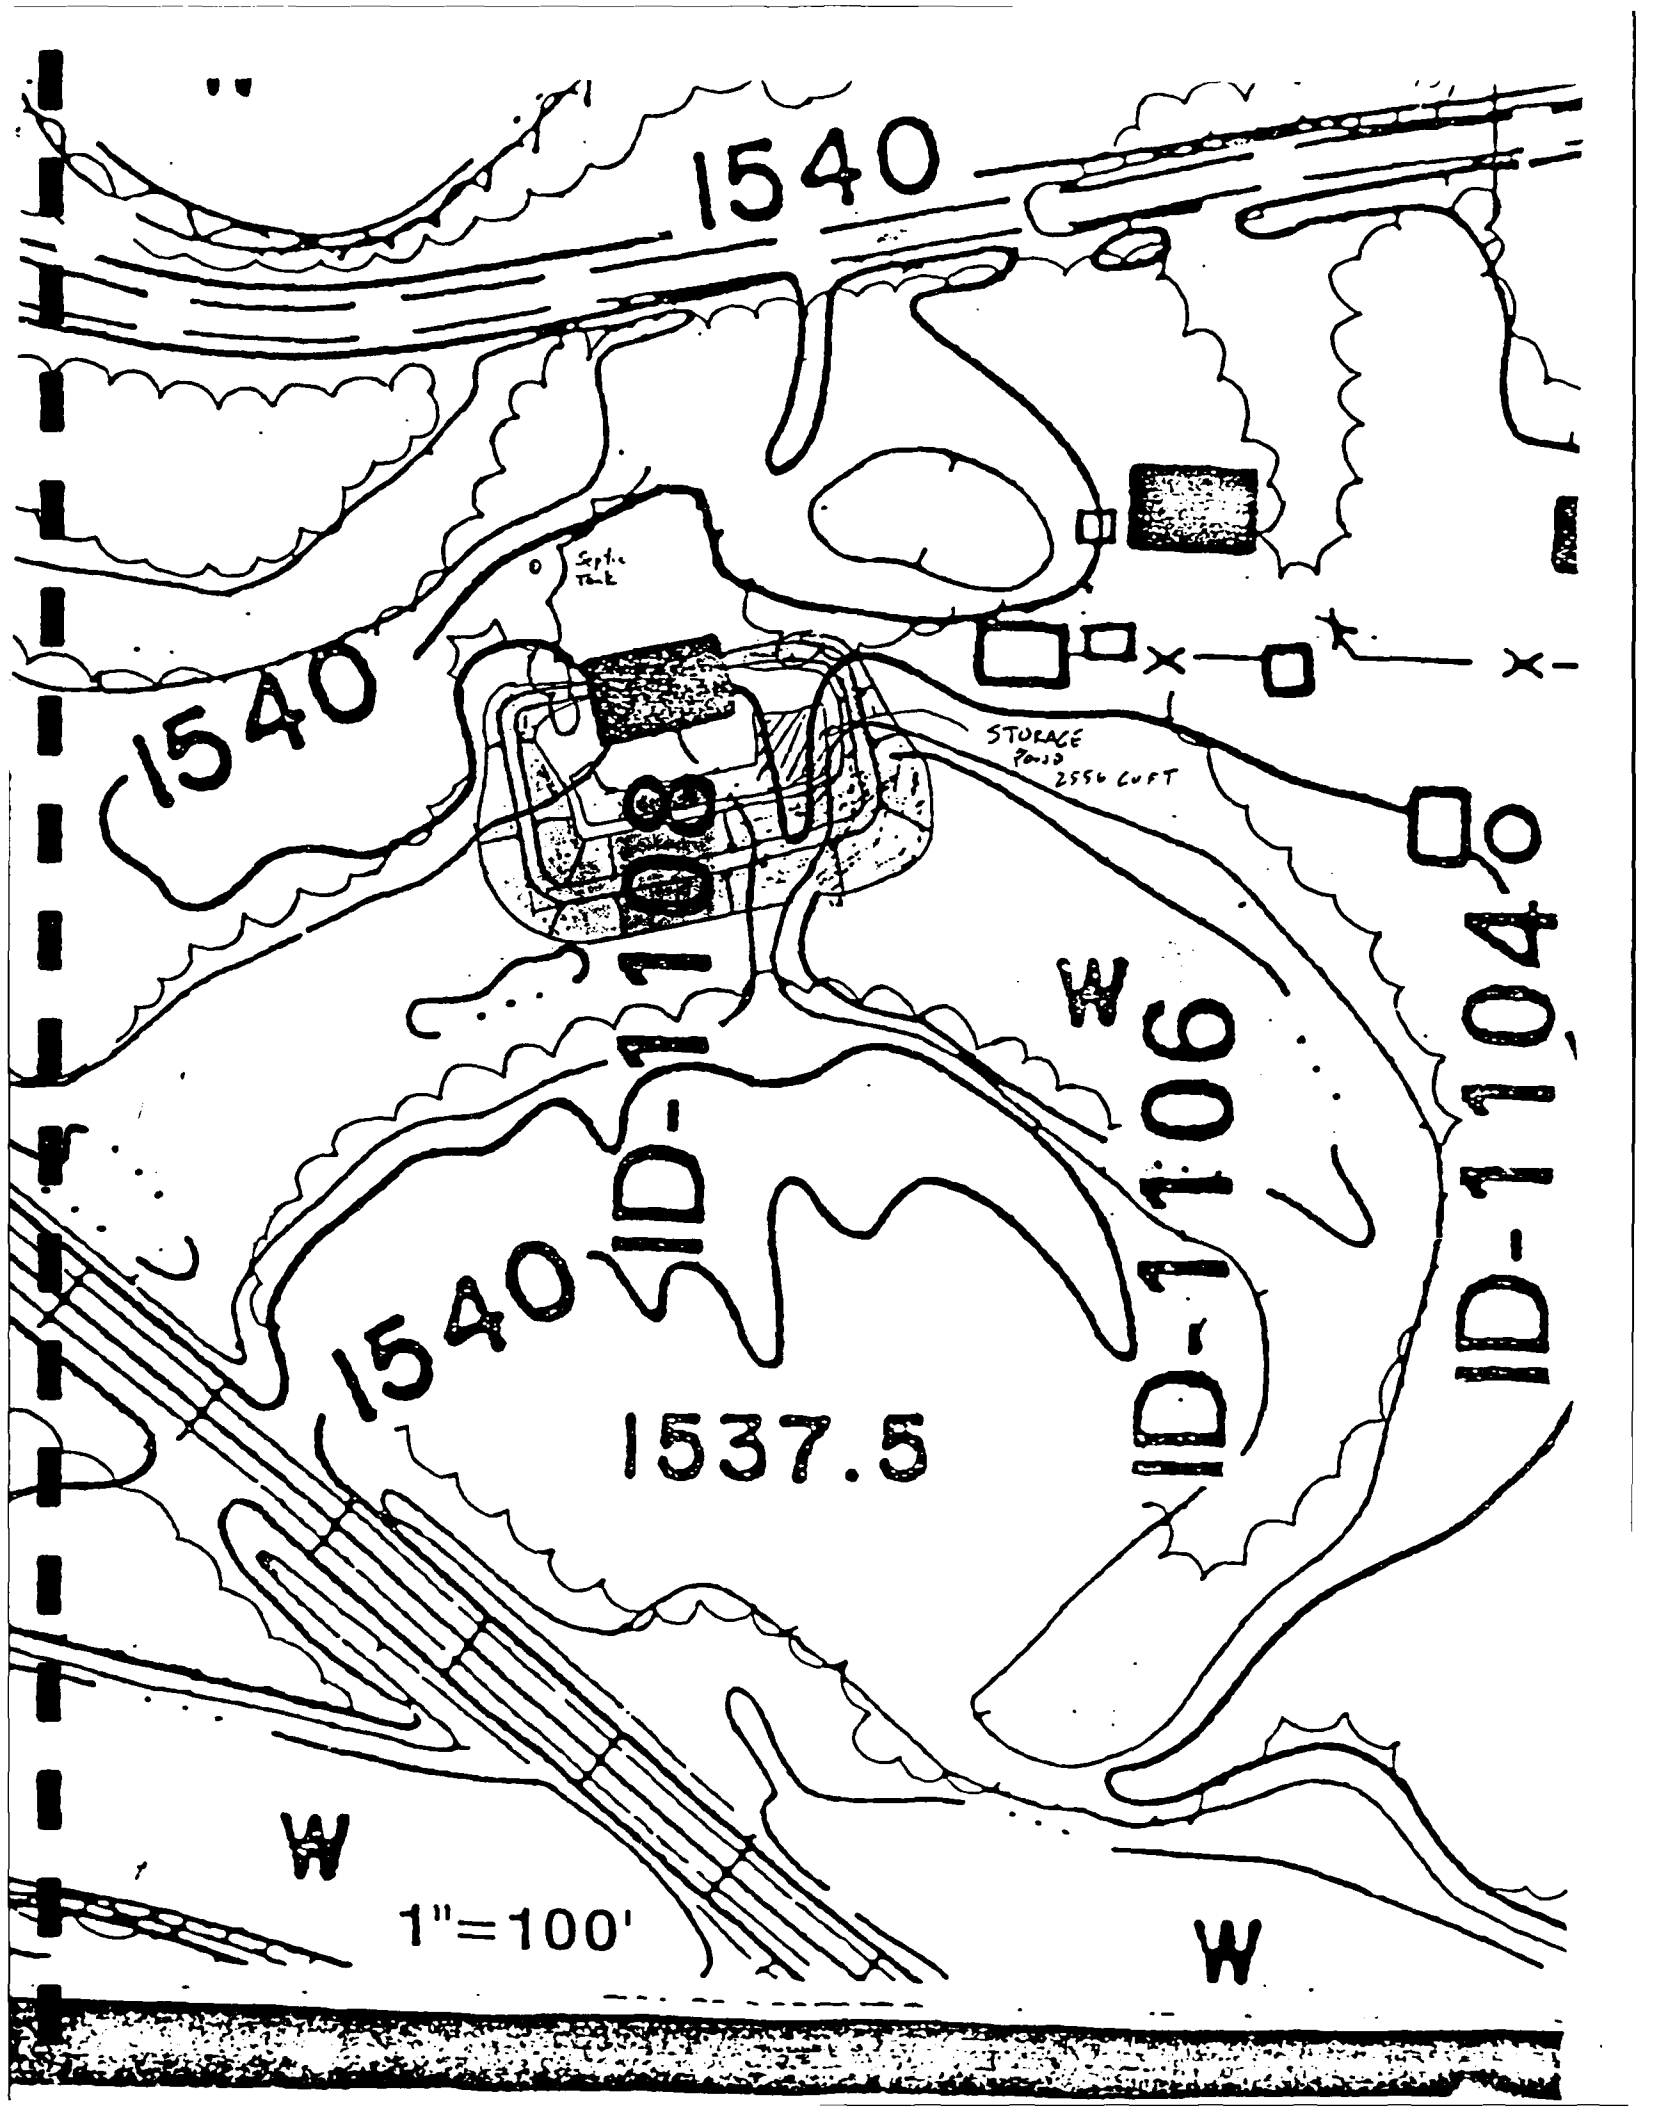 1540
Septic
Tank
1540
STORAGE
Pond
2556 CU FT
ID-1108
W
ID-1106
ID-1104
1540
1537.5
W
1"=100'
W